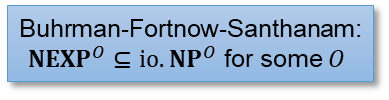 Buhrman-Fortnow-Santhanam:
NEXP^O ⊆ io. NP^O for some O